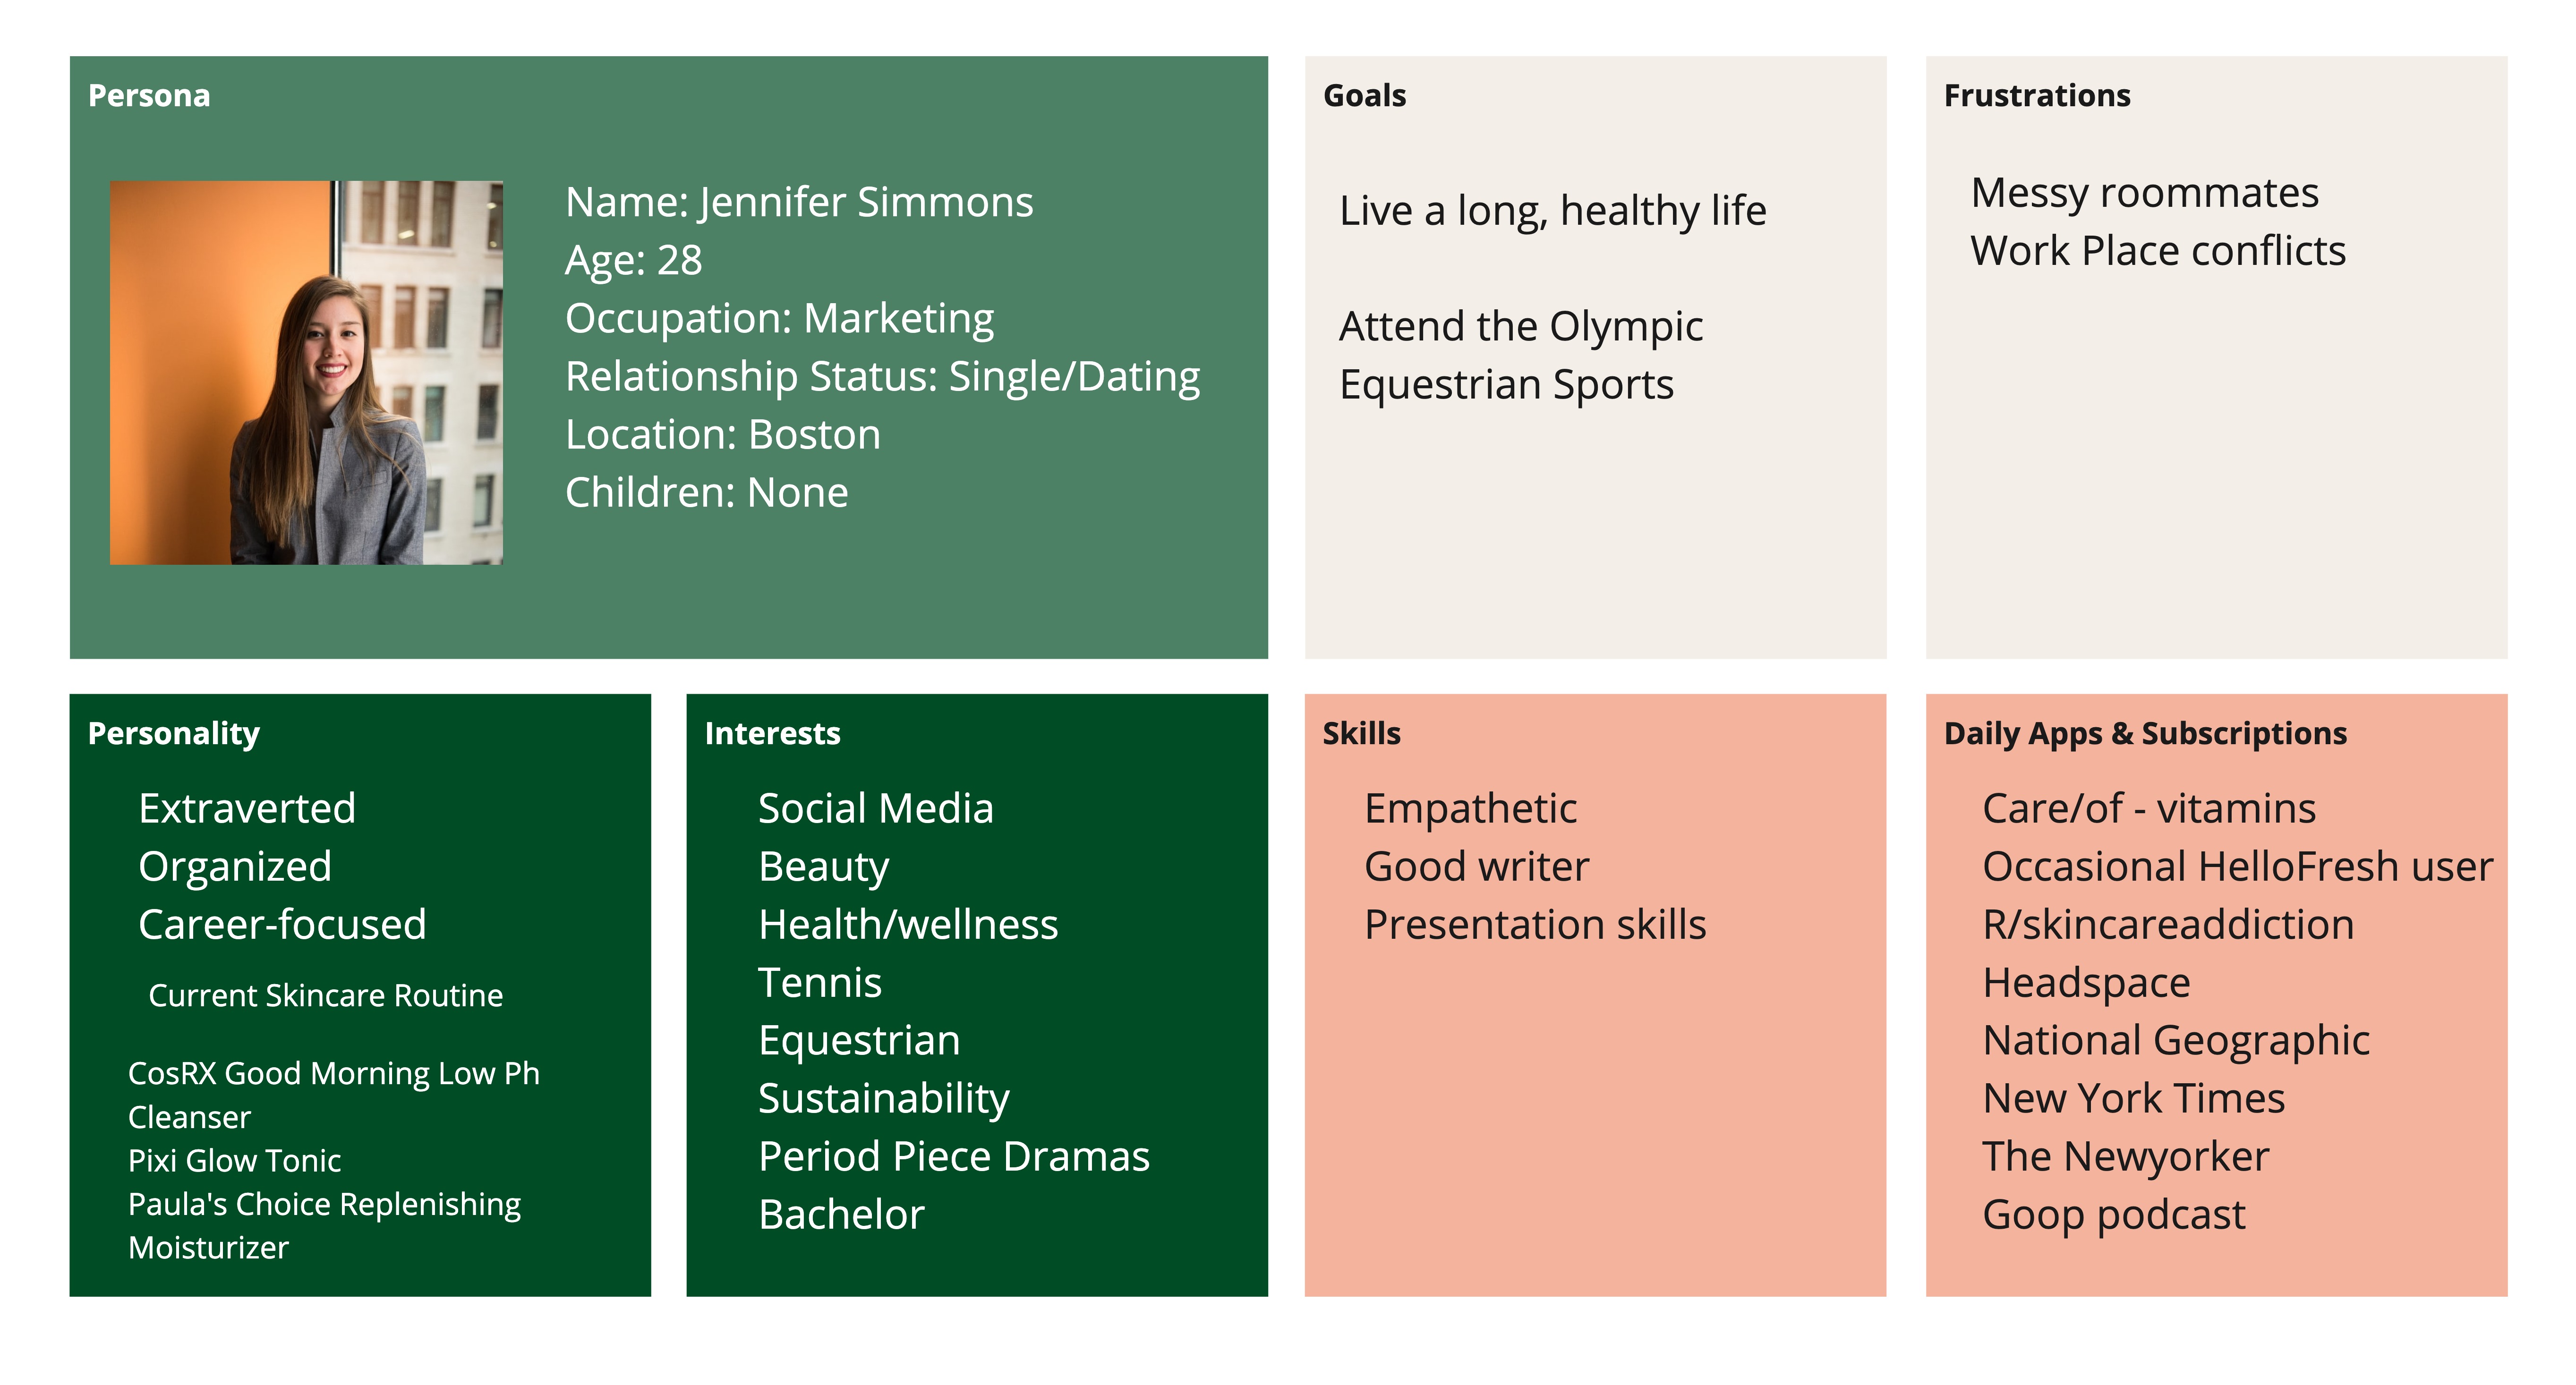 Persona
Name: Jennifer Simmons
Age: 28
Occupation: Marketing
Relationship Status: Single/Dating
Location: Boston
Children: None
Goals
Live a long, healthy life
Attend the Olympic
Equestrian Sports
Frustrations
Messy roommates
Work Place conflicts
Personality
Extraverted
Organized
Career-focused
Current Skincare Routine
CosRX Good Morning Low Ph
Cleanser
Pixi Glow Tonic
Paula's Choice Replenishing
Moisturizer
Interests
Social Media
Beauty
Health/wellness
Tennis
Equestrian
Sustainability
Period Piece Dramas
Bachelor
Skills
Empathetic
Good writer
Presentation skills
Daily Apps & Subscriptions
Care/of - vitamins
Occasional HelloFresh user
R/skincareaddiction
Headspace
National Geographic
New York Times
The Newyorker
Goop podcast